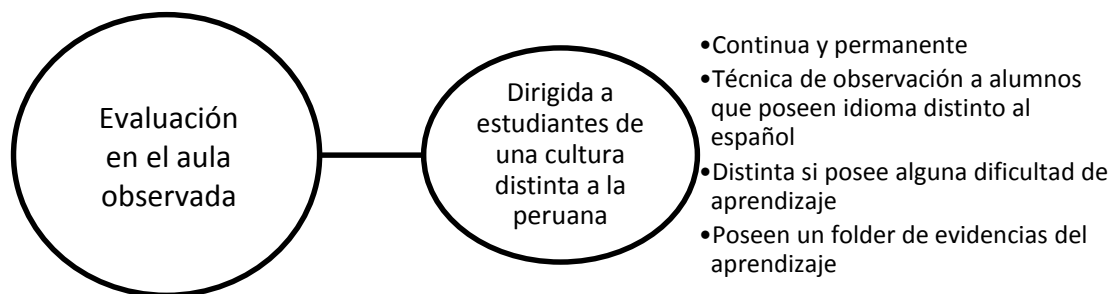 Evaluación
en el aula
observada
Dirigida a
estudiantes de
una cultura
distinta a la
peruana
•Continua y permanente
•Técnica de observación a alumnos
que poseen idioma distinto al
español
•Distinta si posee alguna dificultad de
aprendizaje
•Poseen un folder de evidencias del
aprendizaje